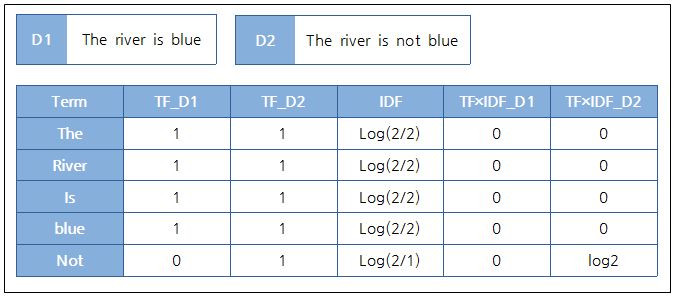 D1 The river is blue D2 The river is not blue
Term TF_D1 TF_D2 IDF TF×IDF_D1 TF×IDF_D2
The 1 1 Log(2/2) 0 0
River 1 1 Log(2/2) 0 0
Is 1 1 Log(2/2) 0 0
blue 1 1 Log(2/2) 0 0
Not 0 1 Log(2/1) 0 log2